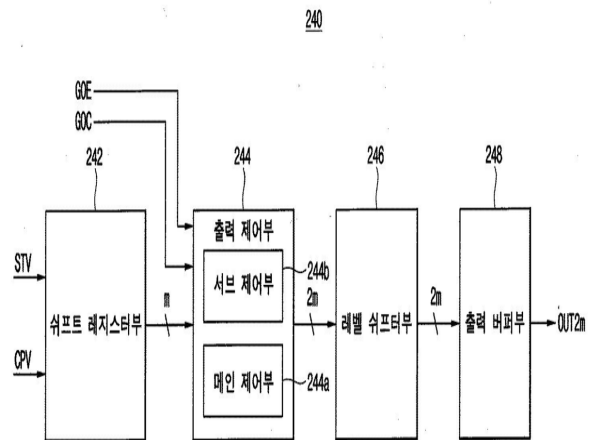 240
GOE
GOC
242
244
246
248
STV
CPV
쉬프트 레지스터부
m
출력 제어부
서브 제어부
244b
메인 제어부
244a
2m
레벨 쉬프터부
2m
출력 버퍼부
OUT2m